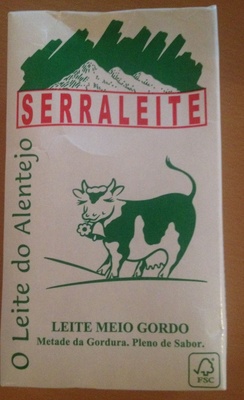 SERRALEITE
O Leite do Alentejo
LEITE MEIO GORDO
Metade da Gordura. Pleno de Sabor.
FSC